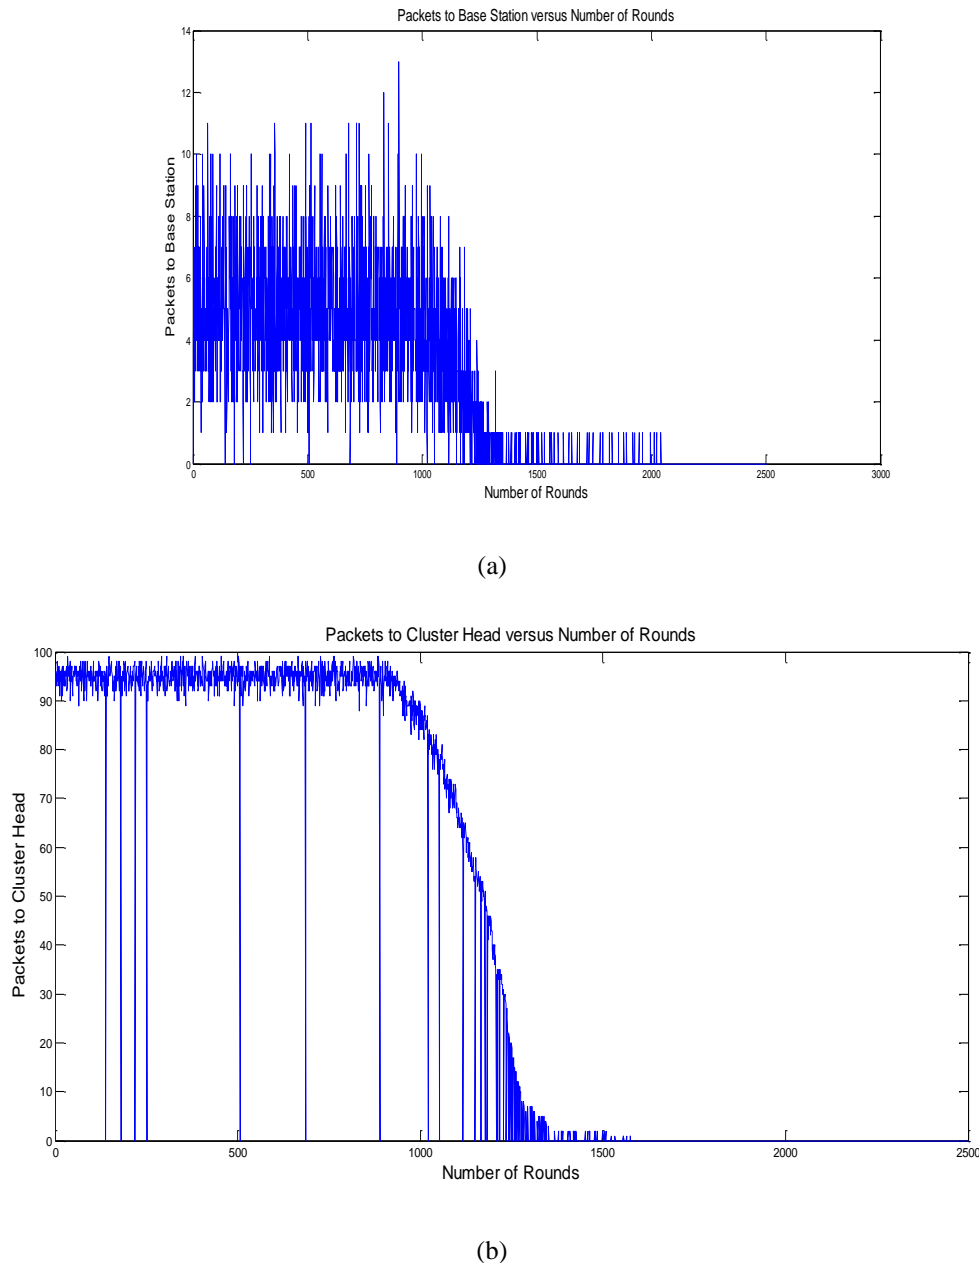 Packets to Base Station versus Number of Rounds
14
12
10
8
6
4
2
0
Packets to Base Station
0 500 1000 1500 2000 2500 3000
Number of Rounds
(a)
Packets to Cluster Head versus Number of Rounds
100
90
80
70
60
50
40
30
20
10
0
Packets to Cluster Head
0 500 1000 1500 2000 2500
Number of Rounds
(b)